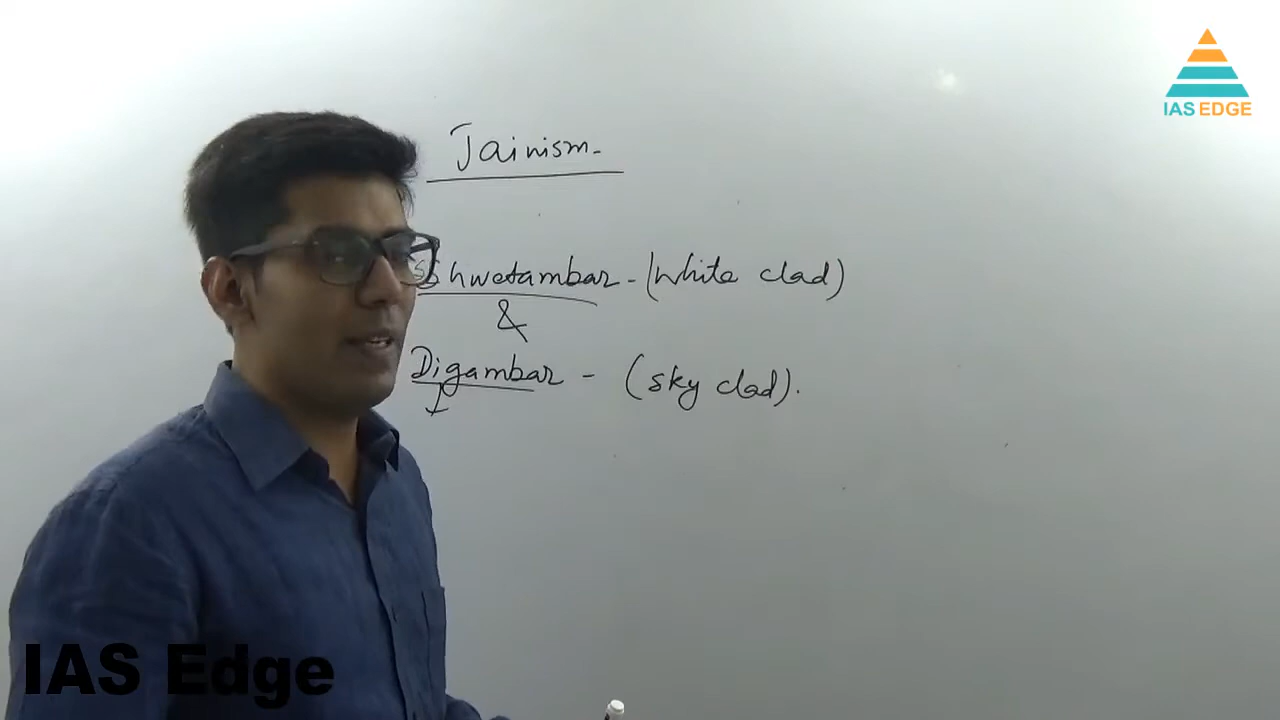 IAS EDGE
Jainism-
Shwetambar - (White clad)
&
Digambar - (sky clad).
IAS Edge